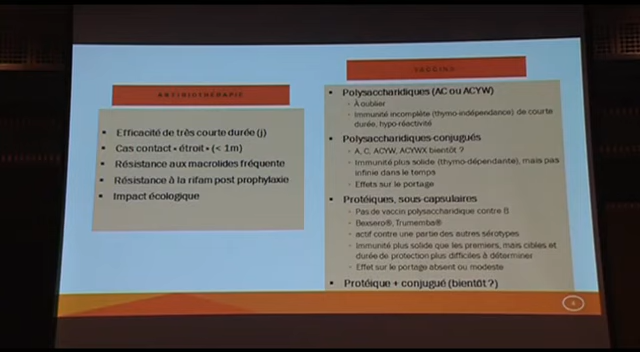 ANTIBIOTHÉRAPIE
• Efficacité de très courte durée (j)
• Cas contact « étroit » (< 1m)
• Résistance aux macrolides fréquente
• Résistance à la rifam post prophylaxie
• Impact écologique
VACCINS
• Polysaccharidiques (AC ou ACYW)
- À oublier
- Immunité incomplète (thymo-indépendance) de courte
durée, hypo-réactivité
• Polysaccharidiques-conjugués
- A, C, ACYW, ACYWX bientôt ?
- Immunité plus solide (thymo-dépendante), mais pas
infinie dans le temps
- Effets sur le portage
• Protéiques, sous-capsulaires
- Pas de vaccin polysaccharidique contre B
- Bexsero®, Trumemba®
- actif contre une partie des autres sérotypes
- Immunité plus solide que les premiers, mais cibles et
durée de protection plus difficiles à déterminer
- Effet sur le portage absent ou modeste
• Protéique + conjugué (bientôt ?)